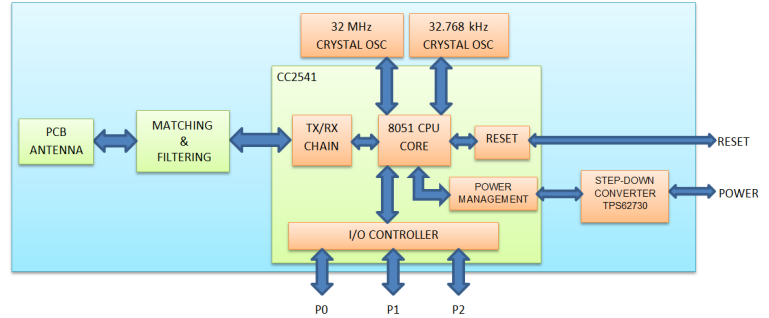 32 MHz
CRYSTAL OSC
32.768 kHz
CRYSTAL OSC
CC2541
PCB
ANTENNA
MATCHING
&
FILTERING
TX/RX
CHAIN
8051 CPU
CORE
RESET
RESET
POWER
MANAGEMENT
STEP-DOWN
CONVERTER
TPS62730
POWER
I/O CONTROLLER
P0
P1
P2